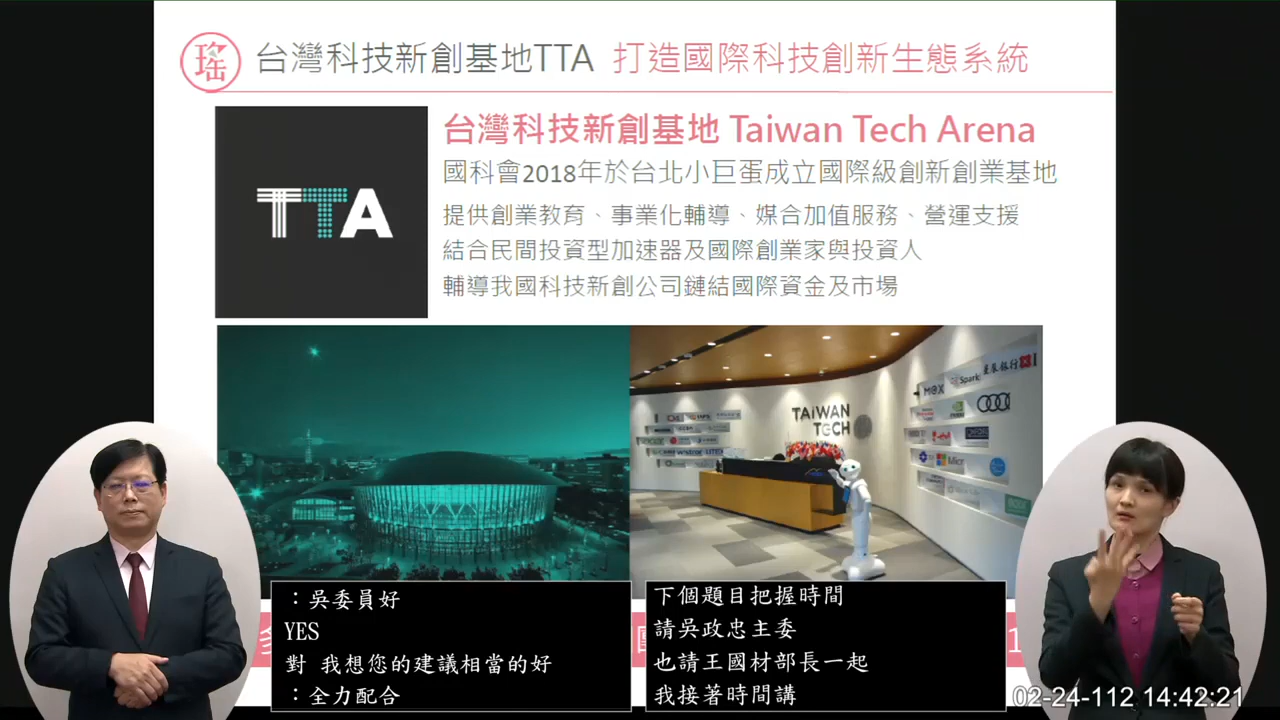 瑤
台灣科技新創基地TTA 打造國際科技創新生態系統
台灣科技新創基地 Taiwan Tech Arena
國科會2018年於台北小巨蛋成立國際級創新創業基地
提供創業教育、事業化輔導、媒合加值服務、營運支援
結合民間投資型加速器及國際創業家與投資人
輔導我國科技新創公司鏈結國際資金及市場
TTA
TAIWAN
TECH
MOX
Spark
星展銀行
：吳委員好
YES
對 我想您的建議相當的好
：全力配合
下個題目把握時間
請吳政忠主委
也請王國材部長一起
我接著時間講
02-24-112 14:42:21